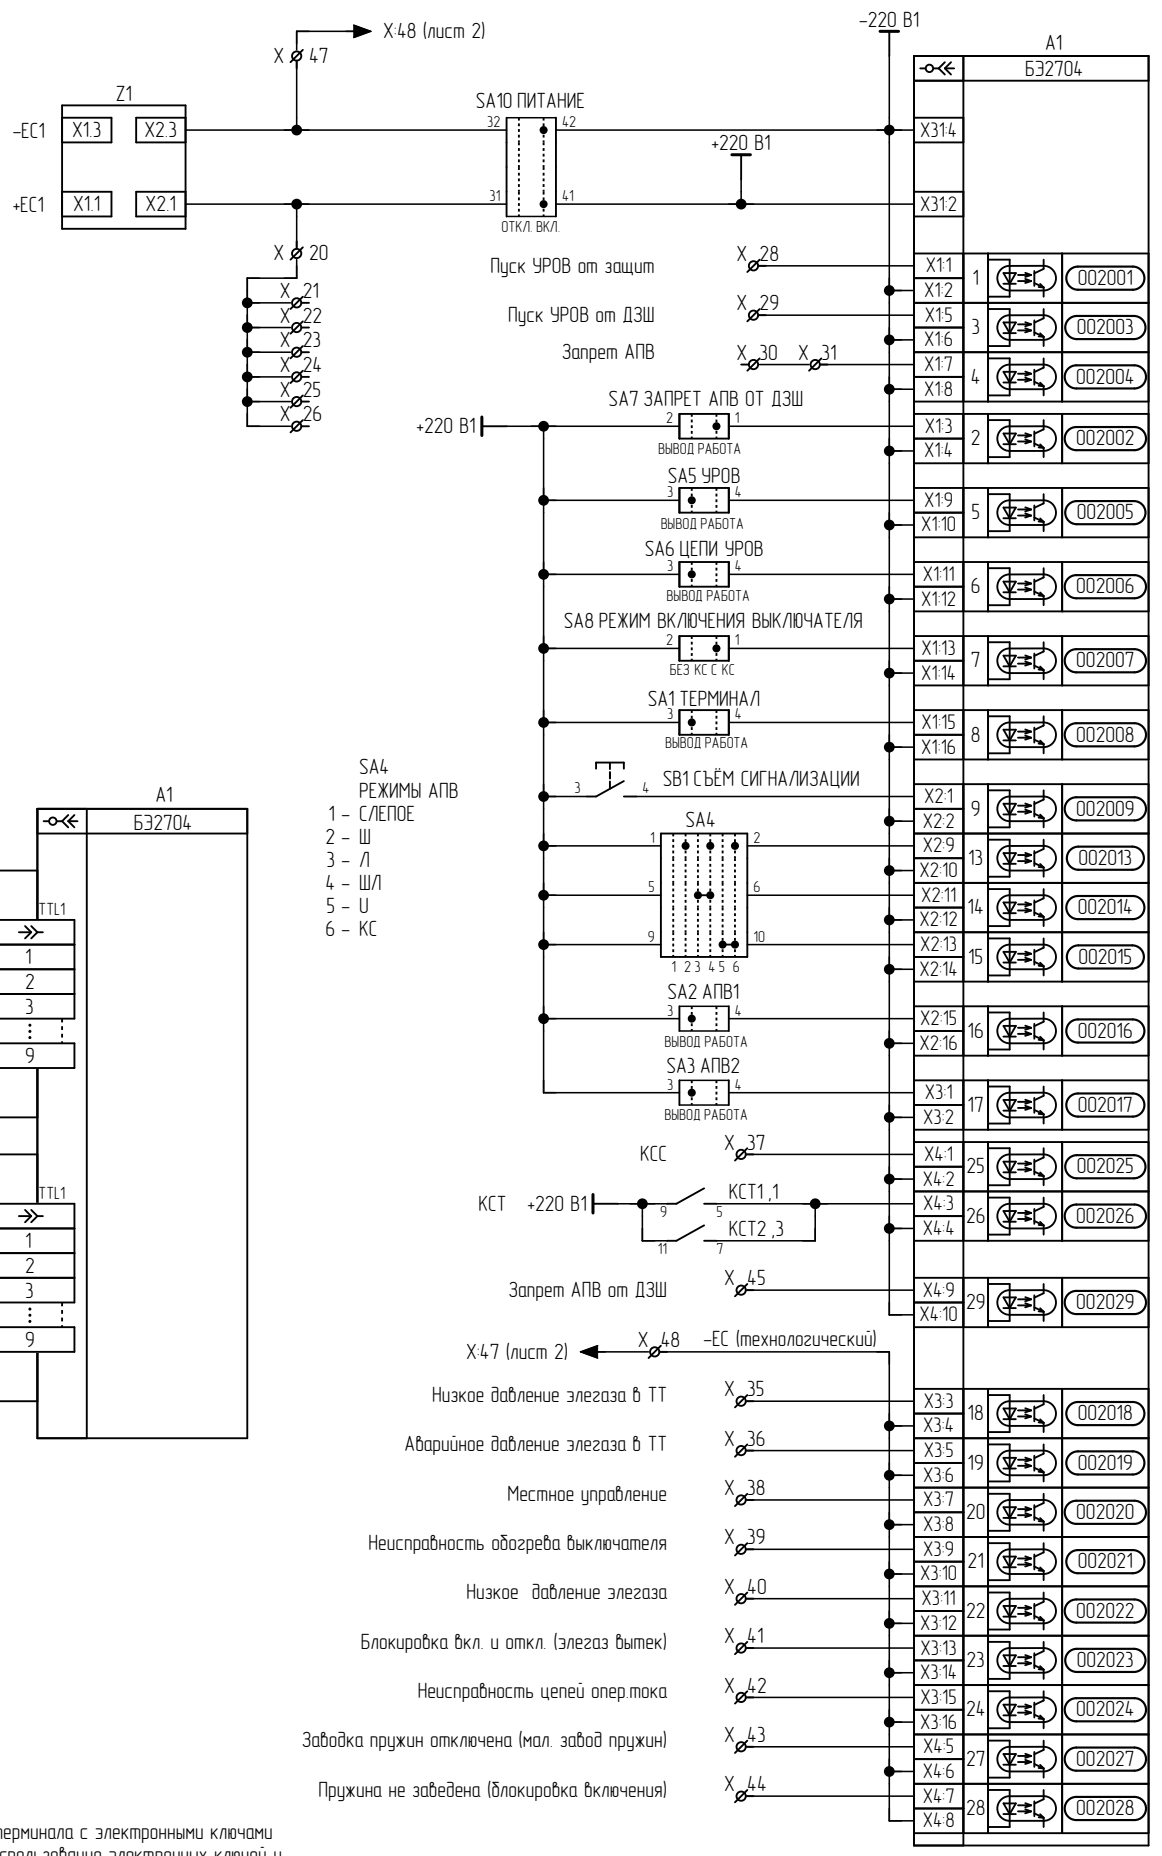 X:48 (лист 2)
X 47
-220 В1
A1
БЭ2704
Z1
-EC1 X1.3 X2.3
+EC1 X1.1 X2.1
SA10 ПИТАНИЕ
32 42
31 41
ОТКЛ. ВКЛ.
+220 В1
X31:4
X31:2
X 20
X 21
X 22
X 23
X 24
X 25
X 26
Пуск УРОВ от защит X 28 X1:1 X1:2 1 002001
Пуск УРОВ от ДЗШ X 29 X1:5 X1:6 3 002003
Запрет АПВ X 30 X 31 X1:7 X1:8 4 002004
SA7 ЗАПРЕТ АПВ ОТ ДЗШ
+220 В1 2 1 X1:3 X1:4 2 002002
ВЫВОД РАБОТА
SA5 УРОВ
3 4 X1:9 X1:10 5 002005
ВЫВОД РАБОТА
SA6 ЦЕПИ УРОВ
3 4 X1:11 X1:12 6 002006
ВЫВОД РАБОТА
SA8 РЕЖИМ ВКЛЮЧЕНИЯ ВЫКЛЮЧАТЕЛЯ
2 1 X1:13 X1:14 7 002007
БЕЗ КС С КС
SA1 ТЕРМИНАЛ
3 4 X1:15 X1:16 8 002008
ВЫВОД РАБОТА
3 4 SB1 СЪЁМ СИГНАЛИЗАЦИИ X2:1 X2:2 9 002009
SA4
РЕЖИМЫ АПВ
1 - СЛЕПОЕ
2 - Ш
3 - Л
4 - ШЛ
5 - U
6 - КС
SA4
1 2 X2:9 X2:10 13 002013
5 6 X2:11 X2:12 14 002014
9 10 X2:13 X2:14 15 002015
1 2 3 4 5 6
SA2 АПВ1
3 4 X2:15 X2:16 16 002016
ВЫВОД РАБОТА
SA3 АПВ2
3 4 X3:1 X3:2 17 002017
ВЫВОД РАБОТА
A1
БЭ2704
TTL1
1
2
3
9
TTL1
1
2
3
9
КСС X 37 X4:1 X4:2 25 002025
КСТ +220 В1 9 5 КСТ1 ,1 X4:3 X4:4 26 002026
11 7 КСТ2 ,3
Запрет АПВ от ДЗШ X 45 X4:9 X4:10 29 002029
X:47 (лист 2) X 48 -ЕС (технологический)
Низкое давление элегаза в ТТ X 35 X3:3 X3:4 18 002018
Аварийное давление элегаза в ТТ X 36 X3:5 X3:6 19 002019
Местное управление X 38 X3:7 X3:8 20 002020
Неисправность обогрева выключателя X 39 X3:9 X3:10 21 002021
Низкое давление элегаза X 40 X3:11 X3:12 22 002022
Блокировка вкл. и откл. (элегаз вытек) X 41 X3:13 X3:14 23 002023
Неисправность цепей опер.тока X 42 X3:15 X3:16 24 002024
Заводка пружин отключена (мал. завод пружин) X 43 X4:5 X4:6 27 002027
Пружина не заведена (блокировка включения) X 44 X4:7 X4:8 28 002028
терминала с электронными ключами